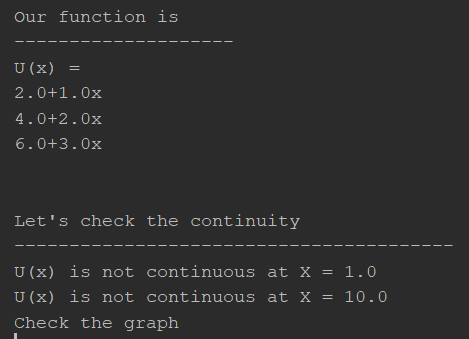 Our function is
--------------------
U(x) =
2.0+1.0x
4.0+2.0x
6.0+3.0x
Let's check the continuity
----------------------------------------
U(x) is not continuous at X = 1.0
U(x) is not continuous at X = 10.0
Check the graph